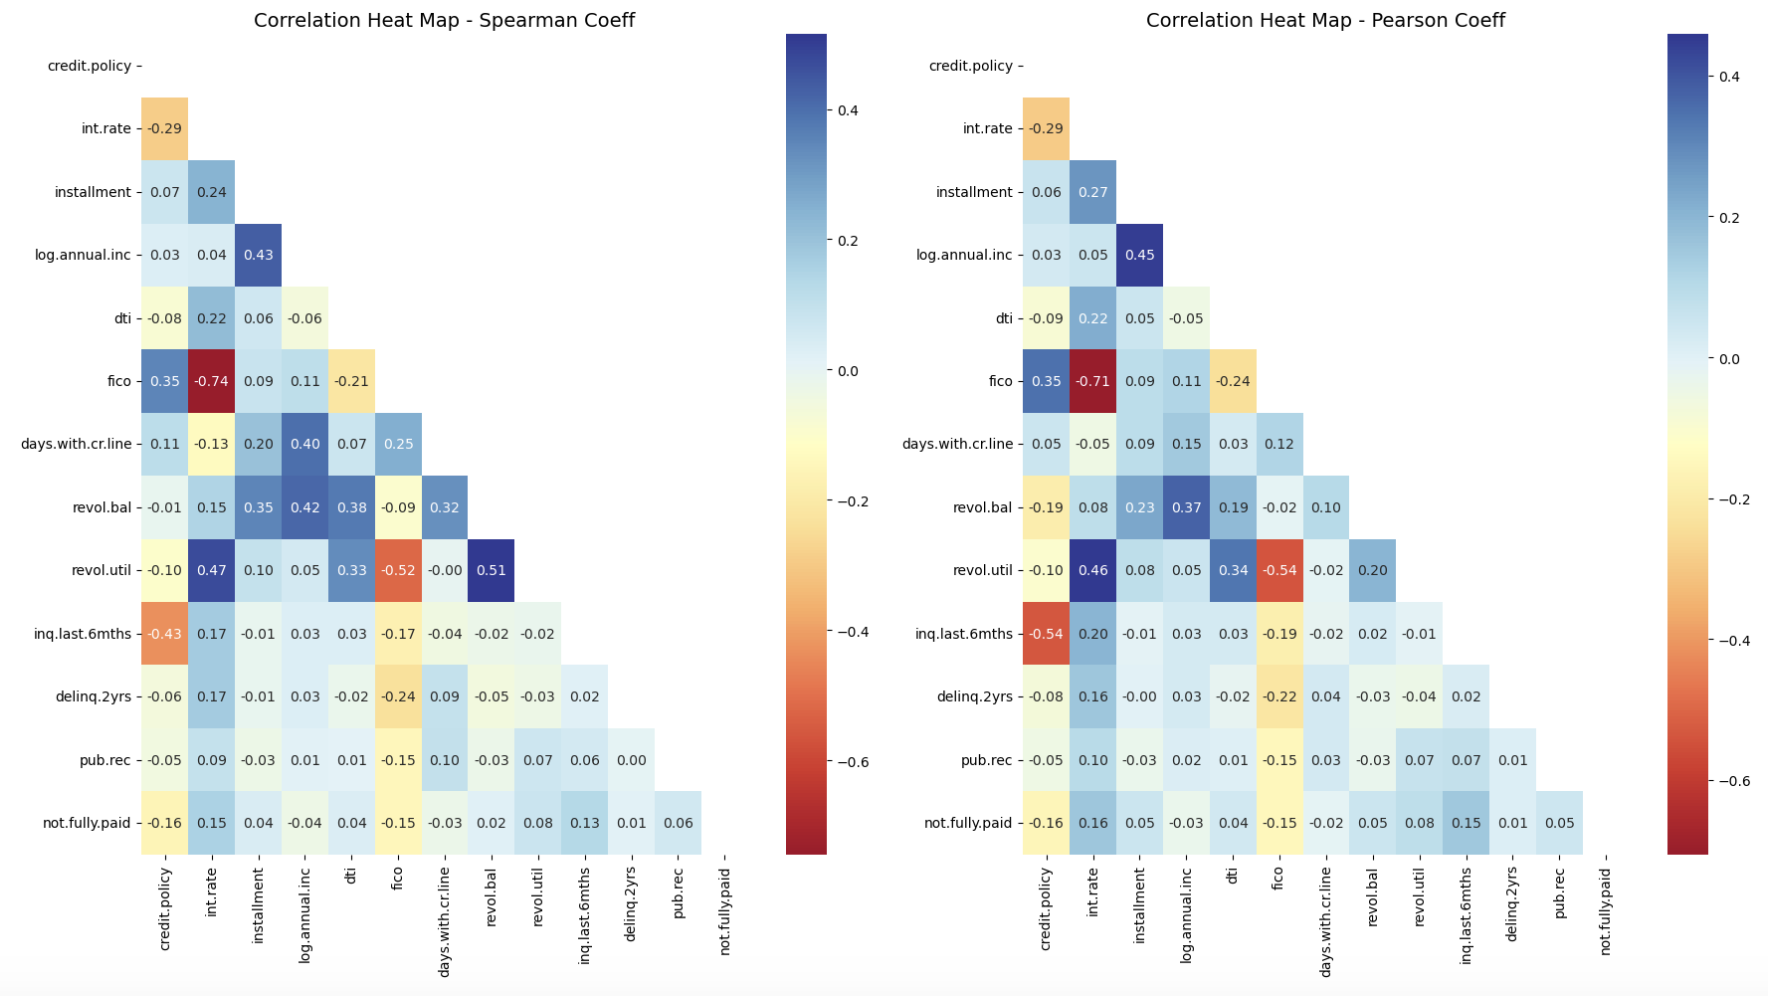 Correlation Heat Map - Spearman Coeff
credit.policy
int.rate -0.29
installment 0.07 0.24
log.annual.inc 0.03 0.04 0.43
dti -0.08 0.22 0.06 -0.06
fico 0.35 -0.74 0.09 0.11 -0.21
days.with.cr.line 0.11 -0.13 0.20 0.40 0.07 0.25
revol.bal -0.01 0.15 0.35 0.42 0.38 -0.09 0.32
revol.util -0.10 0.47 0.10 0.05 0.33 -0.52 -0.00 0.51
inq.last.6mths -0.43 0.17 -0.01 0.03 0.03 -0.17 -0.04 -0.02 -0.02
delinq.2yrs -0.06 0.17 -0.01 0.03 -0.02 -0.24 0.09 -0.05 -0.03 0.02
pub.rec -0.05 0.09 -0.03 0.01 0.01 -0.15 0.10 -0.03 0.07 0.06 0.00
not.fully.paid -0.16 0.15 0.04 -0.04 0.04 -0.15 -0.03 0.02 0.08 0.13 0.01 0.06
credit.policy
int.rate
installment
log.annual.inc
dti
fico
days.with.cr.line
revol.bal
revol.util
inq.last.6mths
delinq.2yrs
pub.rec
not.fully.paid
0.4
0.2
0.0
−0.2
−0.4
−0.6
Correlation Heat Map - Pearson Coeff
credit.policy
int.rate -0.29
installment 0.06 0.27
log.annual.inc 0.03 0.05 0.45
dti -0.09 0.22 0.05 -0.05
fico 0.35 -0.71 0.09 0.11 -0.24
days.with.cr.line 0.05 -0.05 0.09 0.15 0.03 0.12
revol.bal -0.19 0.08 0.23 0.37 0.19 -0.02 0.10
revol.util -0.10 0.46 0.08 0.05 0.34 -0.54 -0.02 0.20
inq.last.6mths -0.54 0.20 -0.01 0.03 0.03 -0.19 -0.02 0.02 -0.01
delinq.2yrs -0.08 0.16 -0.00 0.03 -0.02 -0.22 0.04 -0.03 -0.04 0.02
pub.rec -0.05 0.10 -0.03 0.02 0.01 -0.15 0.03 -0.03 0.07 0.07 0.01
not.fully.paid -0.16 0.16 0.05 -0.03 0.04 -0.15 -0.02 0.05 0.08 0.15 0.01 0.05
credit.policy
int.rate
installment
log.annual.inc
dti
fico
days.with.cr.line
revol.bal
revol.util
inq.last.6mths
delinq.2yrs
pub.rec
not.fully.paid
0.4
0.2
0.0
−0.2
−0.4
−0.6